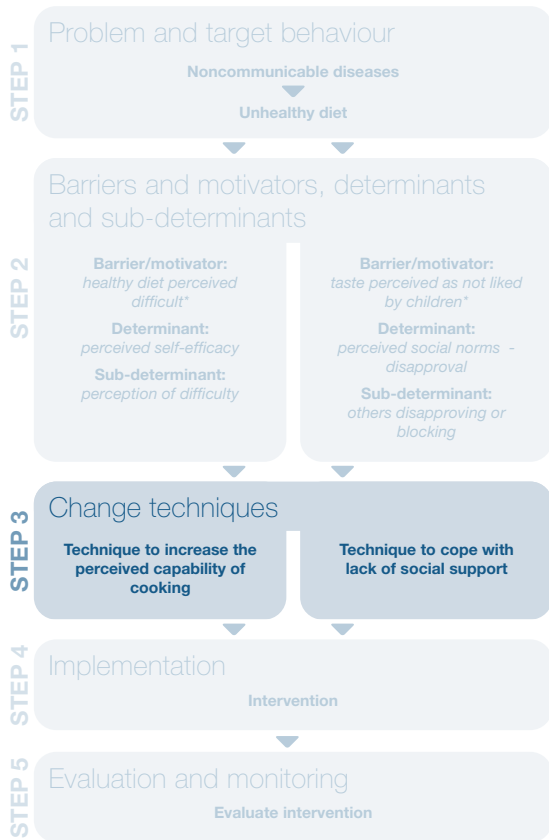 STEP 1
Problem and target behaviour
Noncommunicable diseases
Unhealthy diet
STEP 2
Barriers and motivators, determinants
and sub-determinants
Barrier/motivator:
healthy diet perceived
difficult*
Determinant:
perceived self-efficacy
Sub-determinant:
perception of difficulty
Barrier/motivator:
taste perceived as not liked
by children*
Determinant:
perceived social norms -
disapproval
Sub-determinant:
others disapproving or
blocking
STEP 3
Change techniques
Technique to increase the
perceived capability of
cooking
Technique to cope with
lack of social support
STEP 4
Implementation
Intervention
STEP 5
Evaluation and monitoring
Evaluate intervention